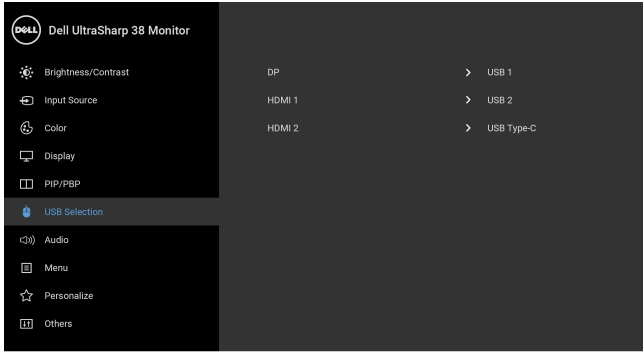 DELL Dell UltraSharp 38 Monitor
Brightness/Contrast
Input Source
Color
Display
PIP/PBP
USB Selection
Audio
Menu
Personalize
Others
DP > USB 1
HDMI 1 > USB 2
HDMI 2 > USB Type-C